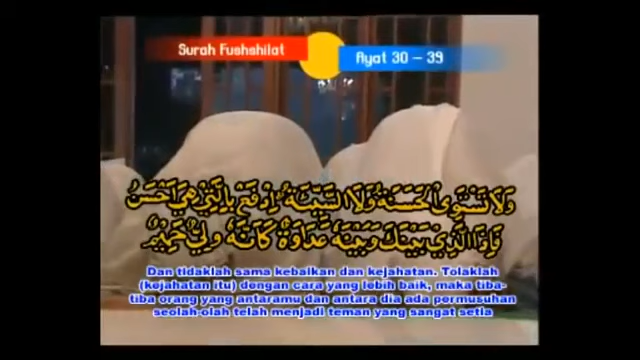 Surah Fushshilat
Ayat 30 – 39
وَلَا تَسْتَوِى الْحَسَنَةُ وَلَا السَّيِّئَةُ اِدْفَعْ بِالَّتِيْ هِيَ اَحْسَنُ
فَاِذَا الَّذِيْ بَيْنَكَ وَبَيْنَهٗ عَدَاوَةٌ كَاَنَّهٗ وَلِيٌّ حَمِيْمٌ
Dan tidaklah sama kebaikan dan kejahatan. Tolaklah
(kejahatan itu) dengan cara yang lebih baik, maka tiba-
tiba orang yang antaramu dan antara dia ada permusuhan
seolah-olah telah menjadi teman yang sangat setia